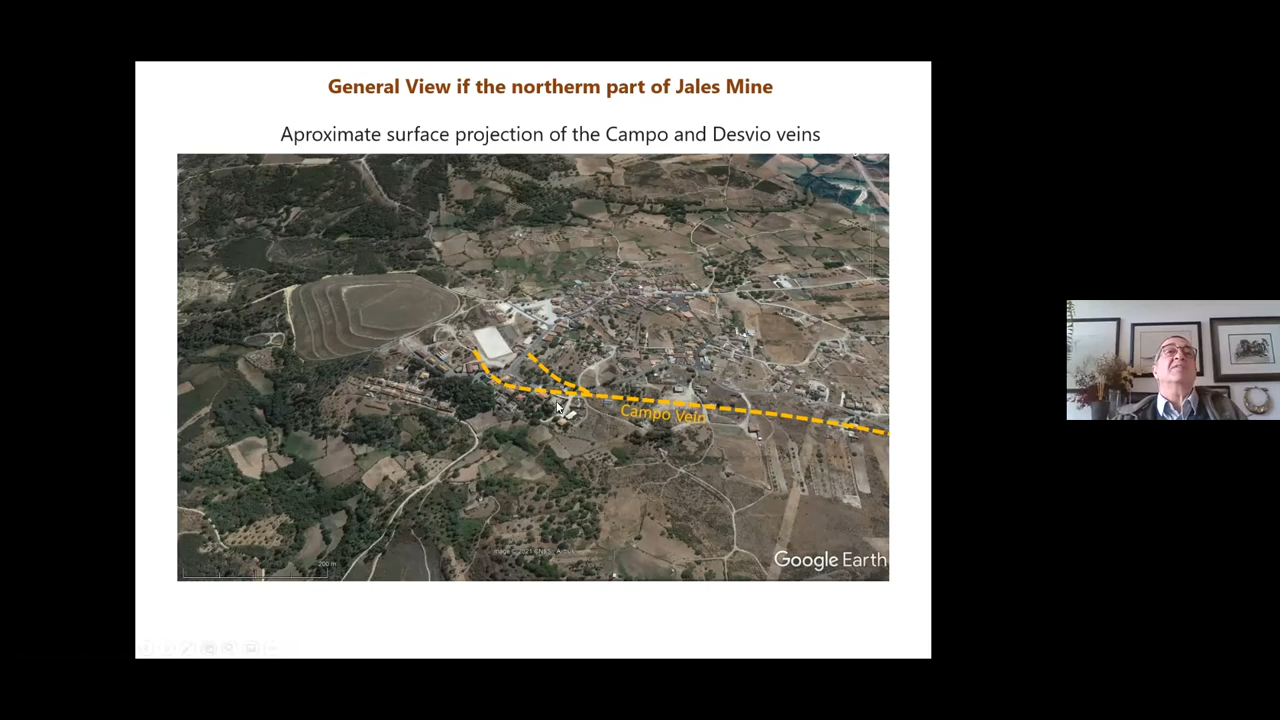 General View if the northerm part of Jales Mine
Aproximate surface projection of the Campo and Desvio veins
Campo Vein
Google Earth
200 m